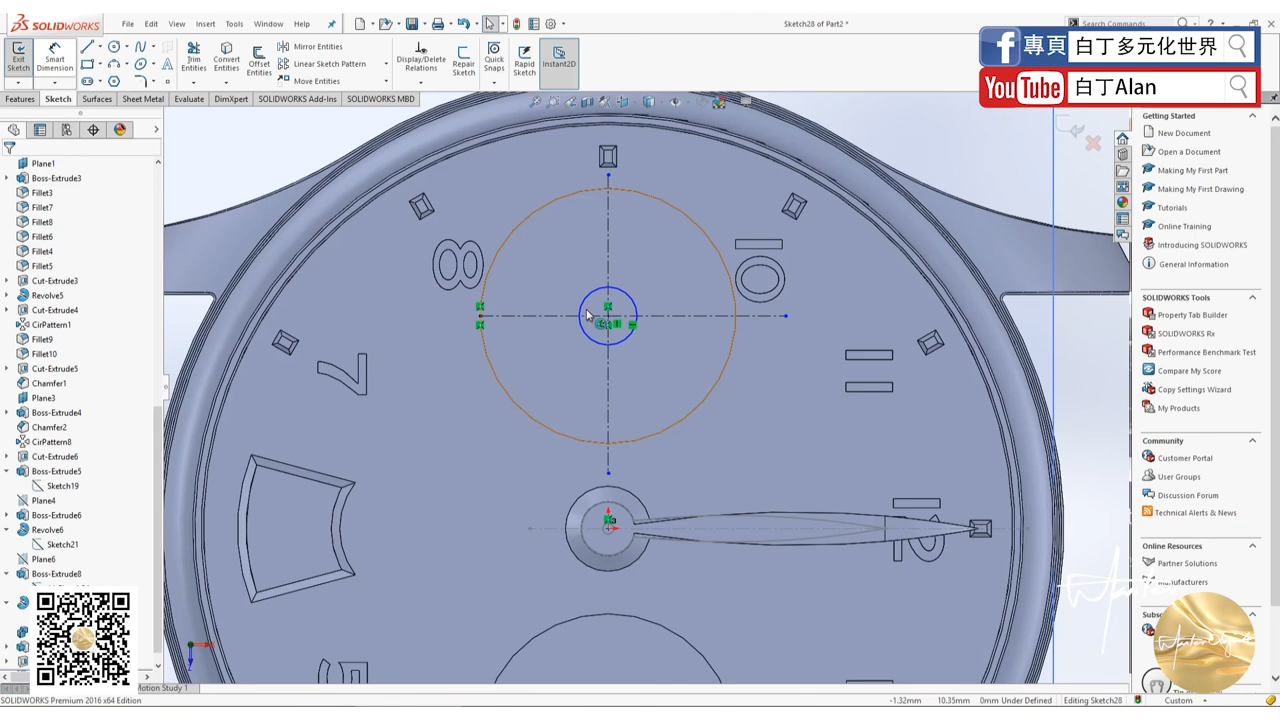 SOLIDWORKS
File Edit View Insert Tools Window Help
Sketch28 of Part2 *
Search Commands
Exit Sketch
Smart Dimension
Trim Entities
Convert Entities
Offset Entities
Mirror Entities
Linear Sketch Pattern
Move Entities
Display/Delete Relations
Repair Sketch
Quick Snaps
Rapid Sketch
Instant2D
專頁 白丁多元化世界
YouTube 白丁Alan
Features Sketch Surfaces Sheet Metal Evaluate DimXpert SOLIDWORKS Add-Ins SOLIDWORKS MBD
Plane1
Boss-Extrude3
Fillet3
Fillet7
Fillet8
Fillet6
Fillet4
Fillet5
Cut-Extrude3
Revolve5
Cut-Extrude4
CirPattern1
Fillet9
Fillet10
Cut-Extrude5
Chamfer1
Plane3
Boss-Extrude4
Chamfer2
CirPattern8
Cut-Extrude6
Boss-Extrude5
Sketch19
Plane4
Boss-Extrude6
Revolve6
Sketch21
Plane6
Boss-Extrude8
8
10
7
11
Getting Started
New Document
Open a Document
Making My First Part
Making My First Drawing
Tutorials
Online Training
Introducing SOLIDWORKS
General Information
SOLIDWORKS Tools
Property Tab Builder
SOLIDWORKS Rx
Performance Benchmark Test
Compare My Score
Copy Settings Wizard
My Products
Community
Customer Portal
User Groups
Discussion Forum
Technical Alerts & News
Online Resources
Partner Solutions
Manufacturers
Motion Study 1
SOLIDWORKS Premium 2016 x64 Edition
-1.32mm 10.35mm 0mm Under Defined Editing Sketch28 Custom